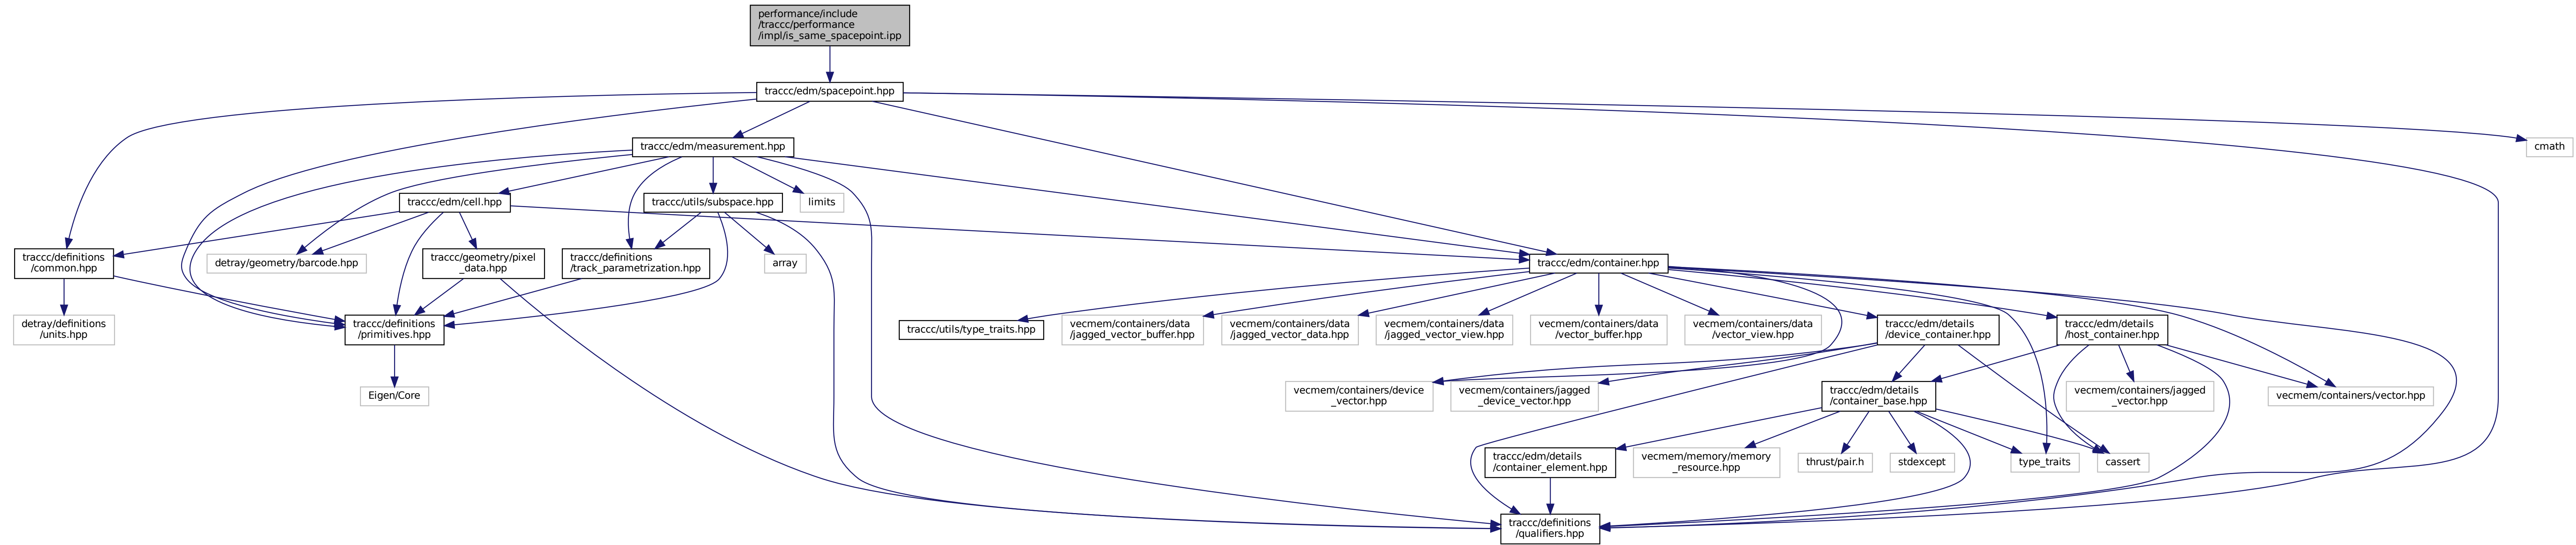 performance/include
/traccc/performance
/impl/is_same_spacepoint.ipp
traccc/edm/spacepoint.hpp
traccc/edm/measurement.hpp
cmath
traccc/edm/cell.hpp
traccc/utils/subspace.hpp
limits
traccc/definitions
/common.hpp
detray/geometry/barcode.hpp
traccc/geometry/pixel
_data.hpp
traccc/definitions
/track_parametrization.hpp
array
traccc/edm/container.hpp
detray/definitions
/units.hpp
traccc/definitions
/primitives.hpp
traccc/utils/type_traits.hpp
vecmem/containers/data
/jagged_vector_buffer.hpp
vecmem/containers/data
/jagged_vector_data.hpp
vecmem/containers/data
/jagged_vector_view.hpp
vecmem/containers/data
/vector_buffer.hpp
vecmem/containers/data
/vector_view.hpp
traccc/edm/details
/device_container.hpp
traccc/edm/details
/host_container.hpp
Eigen/Core
vecmem/containers/device
_vector.hpp
vecmem/containers/jagged
_device_vector.hpp
traccc/edm/details
/container_base.hpp
vecmem/containers/jagged
_vector.hpp
vecmem/containers/vector.hpp
traccc/edm/details
/container_element.hpp
vecmem/memory/memory
_resource.hpp
thrust/pair.h
stdexcept
type_traits
cassert
traccc/definitions
/qualifiers.hpp